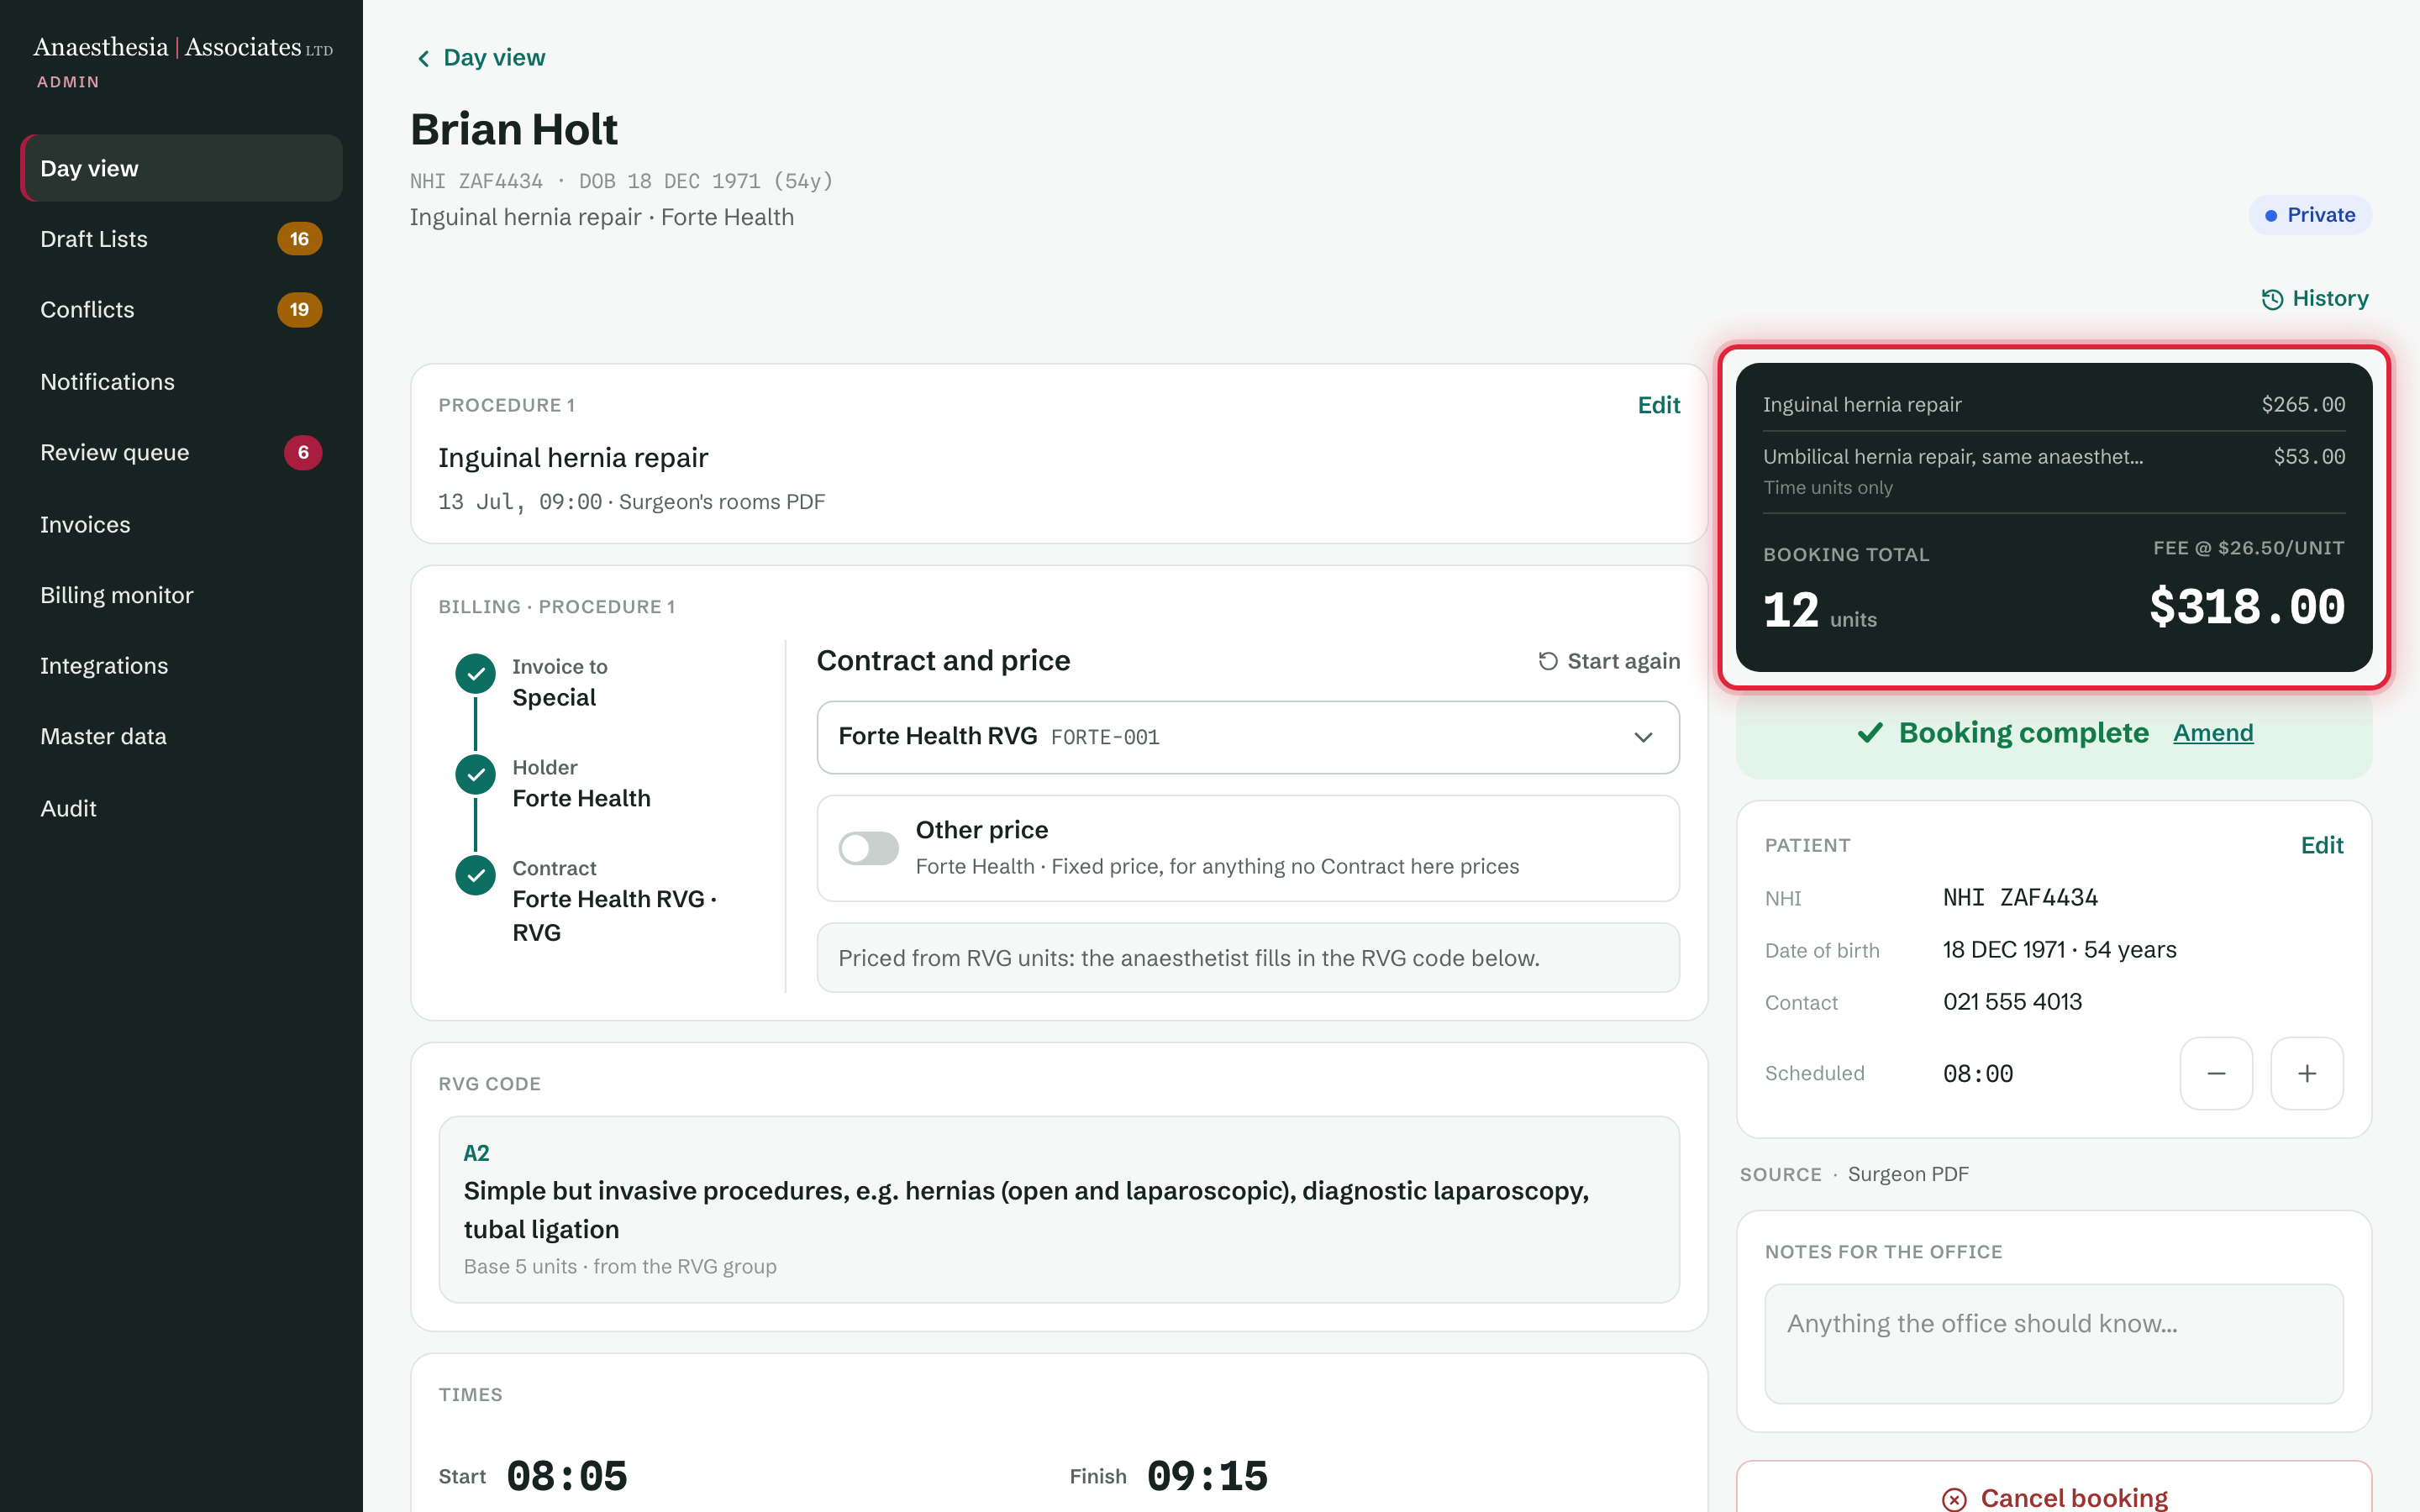 Anaesthesia | Associates LTD
ADMIN
Day view
Draft Lists 16
Conflicts 19
Notifications
Review queue 6
Invoices
Billing monitor
Integrations
Master data
Audit
Day view
Brian Holt
NHI ZAF4434 · DOB 18 DEC 1971 (54y)
Inguinal hernia repair · Forte Health
Private
History
PROCEDURE 1
Edit
Inguinal hernia repair
13 Jul, 09:00 · Surgeon's rooms PDF
BILLING · PROCEDURE 1
Invoice to
Special
Holder
Forte Health
Contract
Forte Health RVG ·
RVG
Contract and price
Start again
Forte Health RVG FORTE-001
Other price
Forte Health · Fixed price, for anything no Contract here prices
Priced from RVG units: the anaesthetist fills in the RVG code below.
RVG CODE
A2
Simple but invasive procedures, e.g. hernias (open and laparoscopic), diagnostic laparoscopy,
tubal ligation
Base 5 units · from the RVG group
TIMES
Start 08:05
Finish 09:15
Inguinal hernia repair $265.00
Umbilical hernia repair, same anaesthet... $53.00
Time units only
BOOKING TOTAL
FEE @ $26.50/UNIT
12 units
$318.00
Booking complete Amend
PATIENT
Edit
NHI NHI ZAF4434
Date of birth 18 DEC 1971 · 54 years
Contact 021 555 4013
Scheduled 08:00
SOURCE · Surgeon PDF
NOTES FOR THE OFFICE
Anything the office should know...
Cancel booking